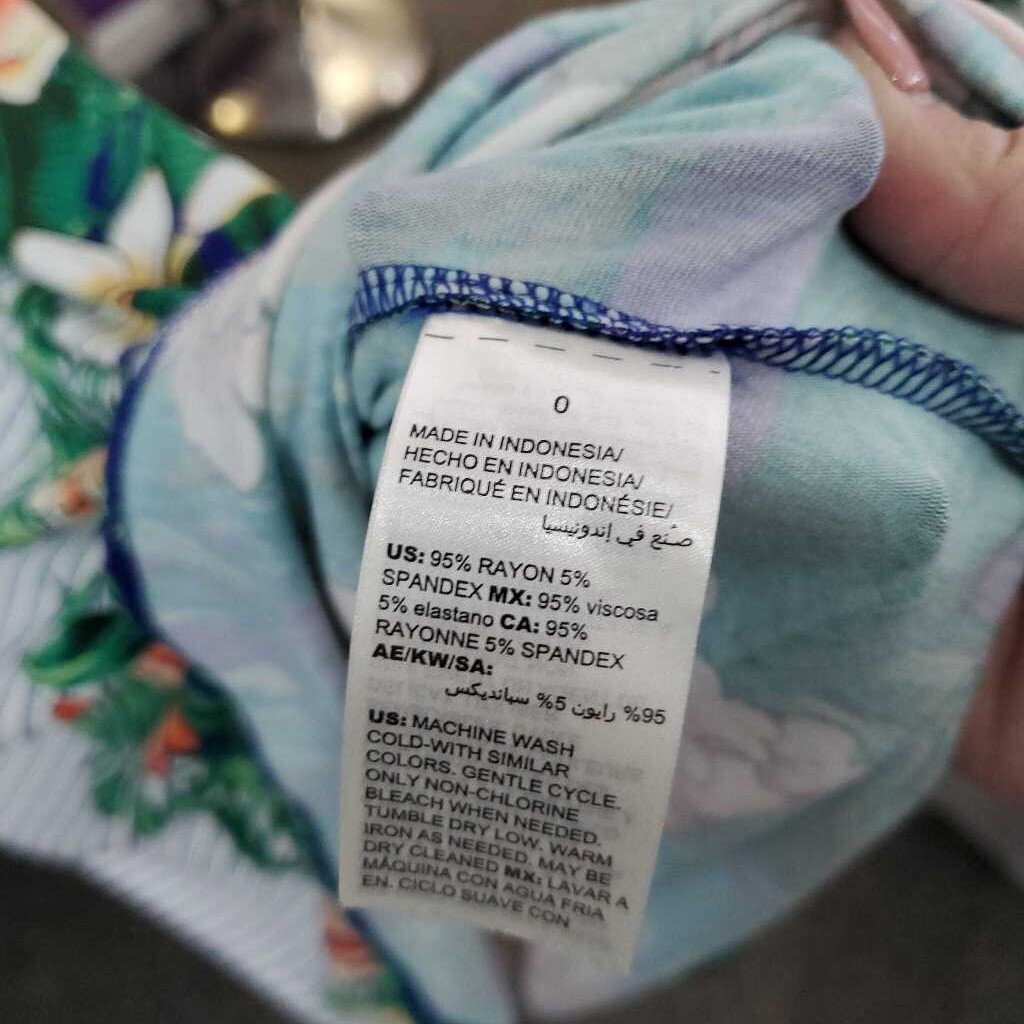 0
MADE IN INDONESIA/
HECHO EN INDONESIA/
FABRIQUÉ EN INDONÉSIE/
صُنع في إندونيسيا
US: 95% RAYON 5%
SPANDEX MX: 95% viscosa
5% elastano CA: 95%
RAYONNE 5% SPANDEX
AE/KW/SA:
95% رايون 5% سباندیكس
US: MACHINE WASH
COLD-WITH SIMILAR
COLORS. GENTLE CYCLE.
ONLY NON-CHLORINE
BLEACH WHEN NEEDED.
TUMBLE DRY LOW. WARM
IRON AS NEEDED. MAY BE
DRY CLEANED MX: LAVAR A
MÁQUINA CON AGUA FRIA
EN. CICLO SUAVE CON